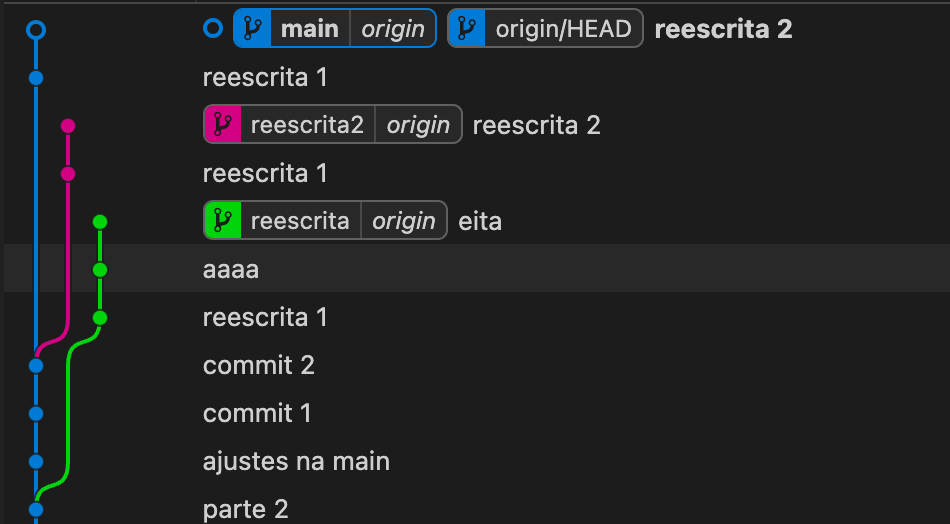 main origin origin/HEAD reescrita 2
reescrita 1
reescrita2 origin reescrita 2
reescrita 1
reescrita origin eita
aaaa
reescrita 1
commit 2
commit 1
ajustes na main
parte 2